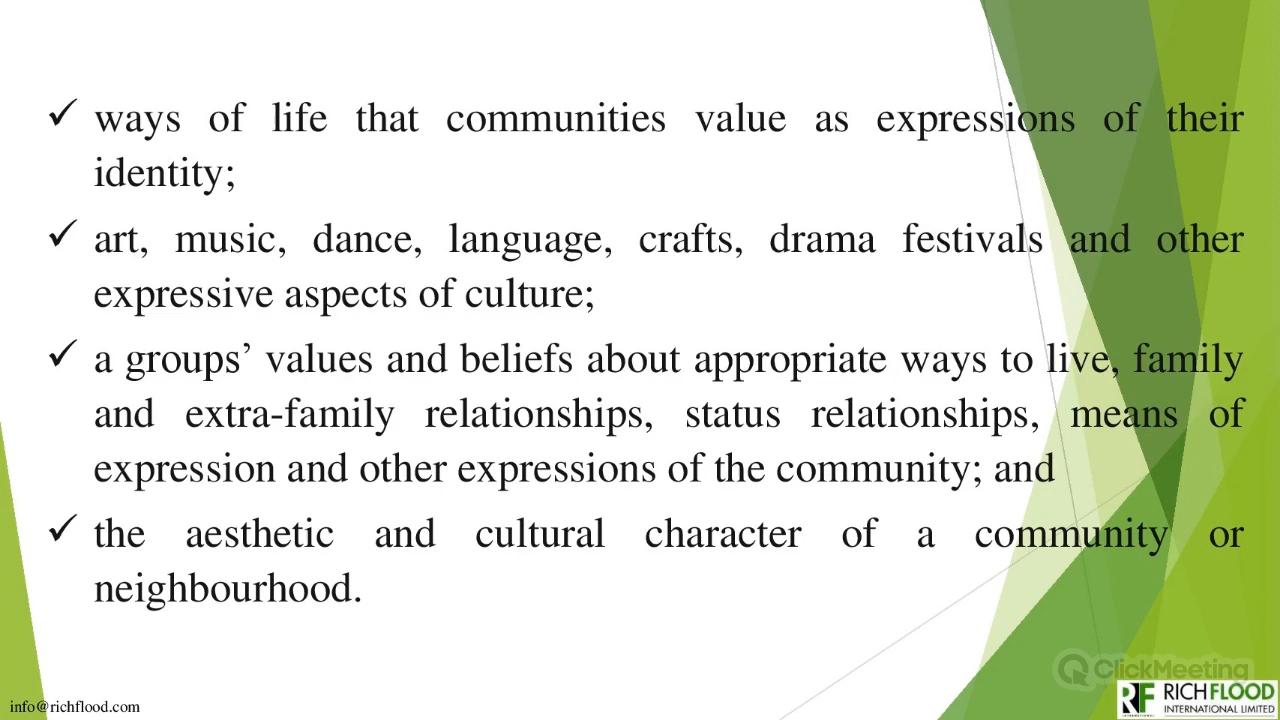 ✓ ways of life that communities value as expressions of their
identity;
✓ art, music, dance, language, crafts, drama festivals and other
expressive aspects of culture;
✓ a groups’ values and beliefs about appropriate ways to live, family
and extra-family relationships, status relationships, means of
expression and other expressions of the community; and
✓ the aesthetic and cultural character of a community or
neighbourhood.
ClickMeeting
info@richflood.com
RF
INTERNATIONAL
RICHFLOOD
INTERNATIONAL LIMITED